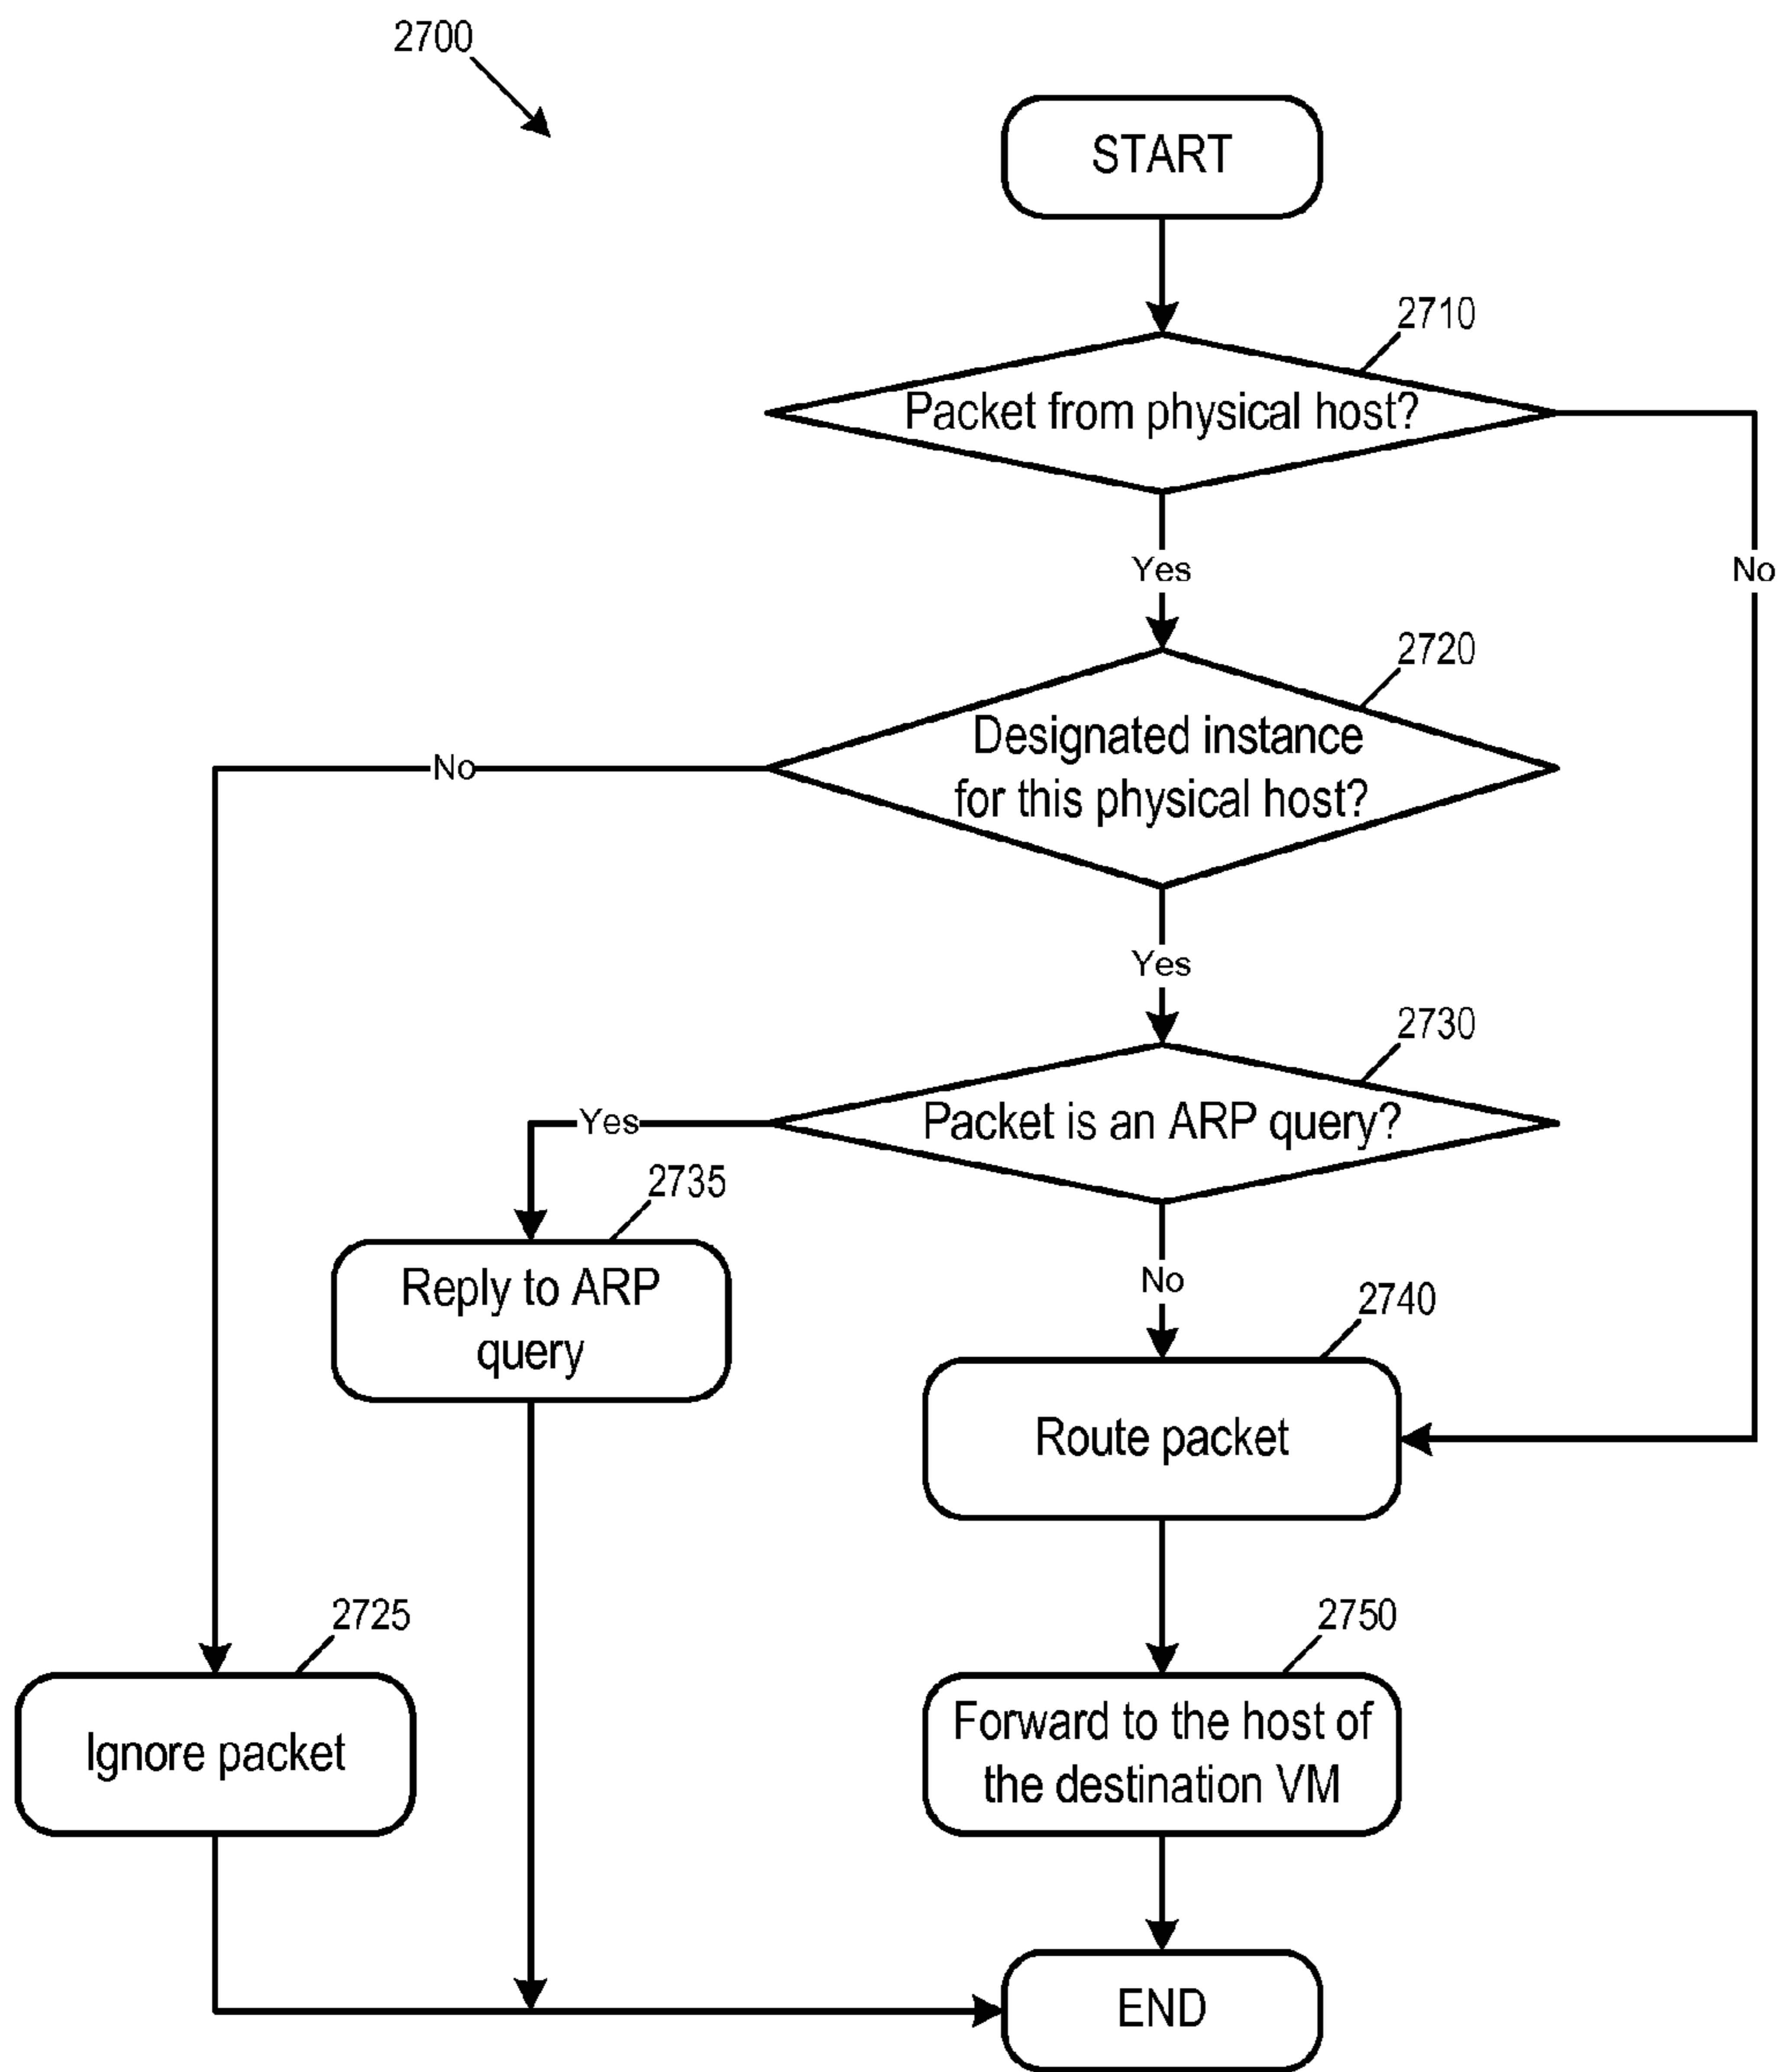 2700
START
2710
Packet from physical host?
Yes
No
2720
Designated instance
for this physical host?
No
Yes
2730
Packet is an ARP query?
Yes
2735
Reply to ARP
query
No
2740
Route packet
2725
Ignore packet
2750
Forward to the host of
the destination VM
END